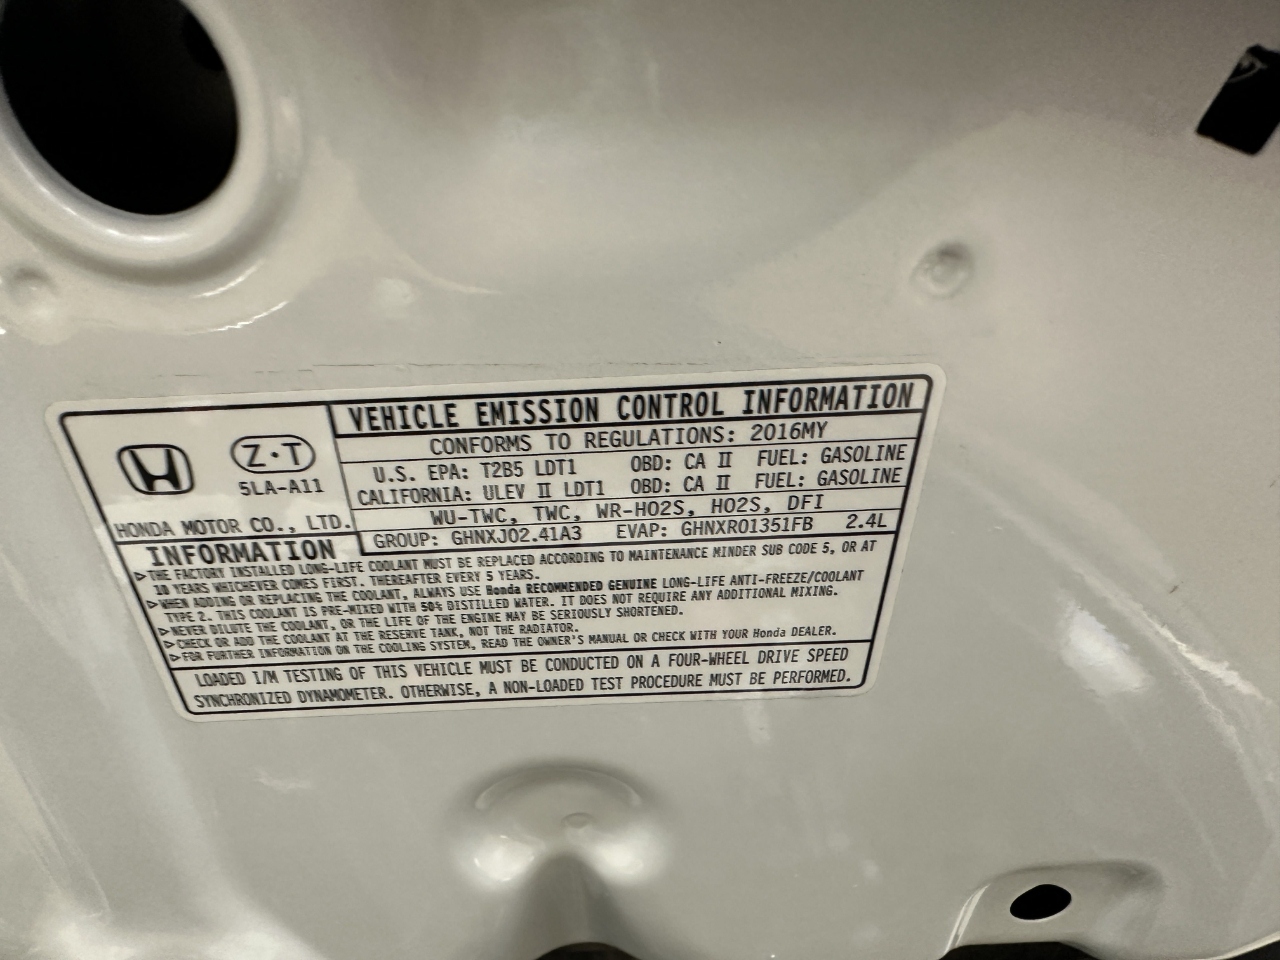 VEHICLE EMISSION CONTROL INFORMATION
CONFORMS TO REGULATIONS: 2016MY
U.S. EPA: T2B5 LDT1 OBD: CA II FUEL: GASOLINE
CALIFORNIA: ULEV II LDT1 OBD: CA II FUEL: GASOLINE
WU-TWC, TWC, WR-HO2S, HO2S, DFI
GROUP: GHNXJ02.41A3 EVAP: GHNXR01351FB 2.4L
Z·T
5LA-A11
HONDA MOTOR CO., LTD.
INFORMATION
▷THE FACTORY INSTALLED LONG-LIFE COOLANT MUST BE REPLACED ACCORDING TO MAINTENANCE MINDER SUB CODE 5, OR AT
10 YEARS WHICHEVER COMES FIRST. THEREAFTER EVERY 5 YEARS.
▷WHEN ADDING OR REPLACING THE COOLANT, ALWAYS USE Honda RECOMMENDED GENUINE LONG-LIFE ANTI-FREEZE/COOLANT
TYPE 2. THIS COOLANT IS PRE-MIXED WITH 50% DISTILLED WATER. IT DOES NOT REQUIRE ANY ADDITIONAL MIXING.
▷NEVER DILUTE THE COOLANT, OR THE LIFE OF THE ENGINE MAY BE SERIOUSLY SHORTENED.
▷CHECK OR ADD THE COOLANT AT THE RESERVE TANK, NOT THE RADIATOR.
▷FOR FURTHER INFORMATION ON THE COOLING SYSTEM, READ THE OWNER'S MANUAL OR CHECK WITH YOUR Honda DEALER.
LOADED I/M TESTING OF THIS VEHICLE MUST BE CONDUCTED ON A FOUR-WHEEL DRIVE SPEED
SYNCHRONIZED DYNAMOMETER. OTHERWISE, A NON-LOADED TEST PROCEDURE MUST BE PERFORMED.